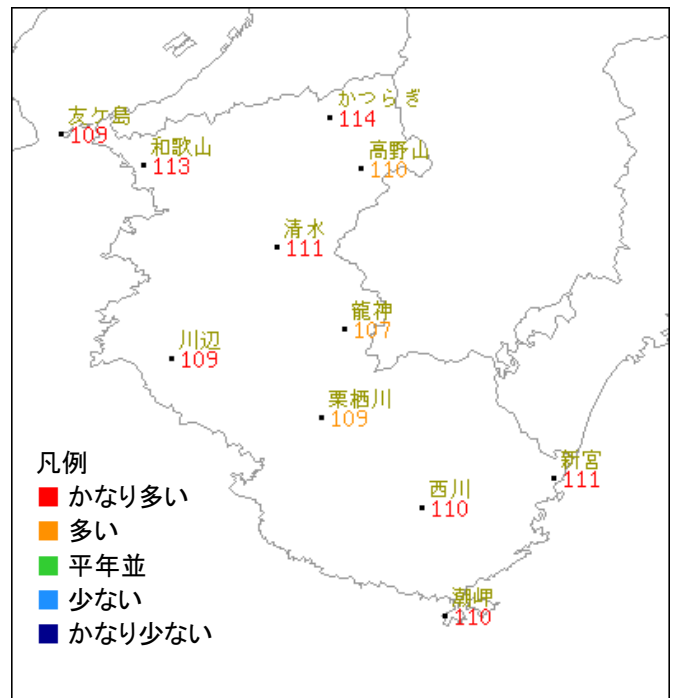 かつらぎ
114
友ケ島
109
和歌山
113
高野山
110
清水
111
龍神
107
川辺
109
栗栖川
109
新宮
111
西川
110
潮岬
110
凡例
かなり多い
多い
平年並
少ない
かなり少ない